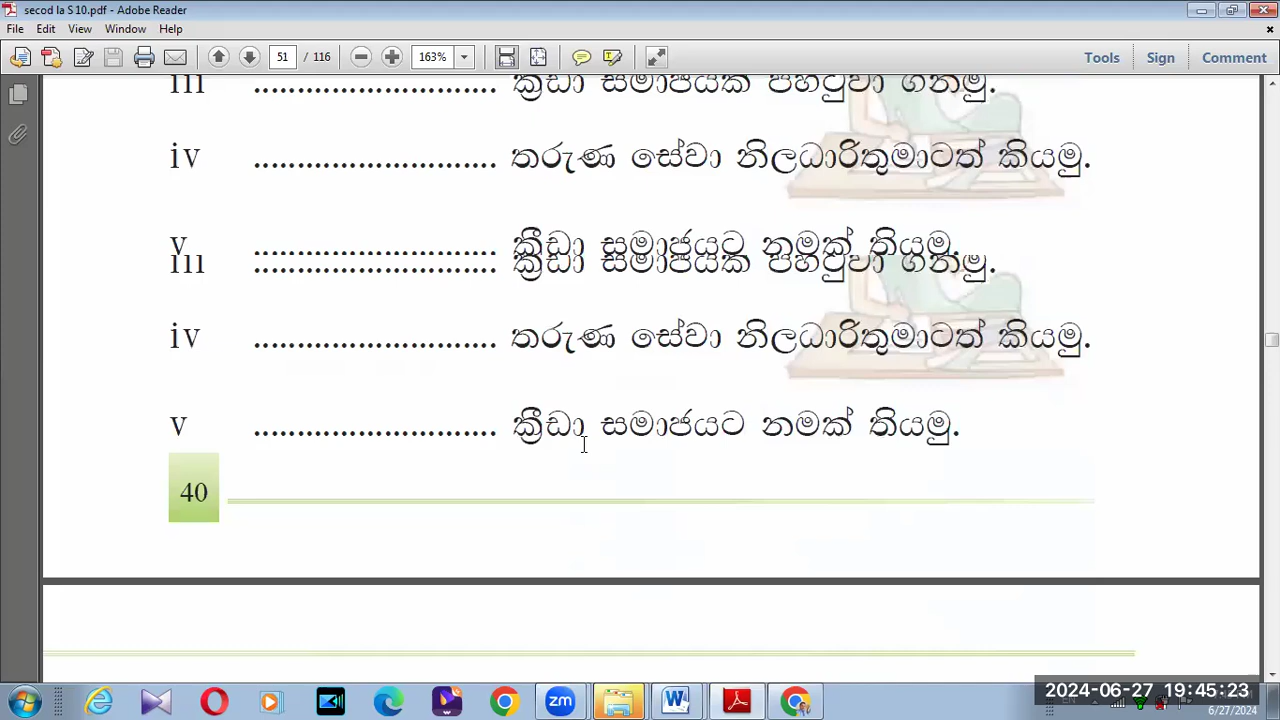 secod la S 10.pdf - Adobe Reader
File Edit View Window Help
51 / 116 163% Tools Sign Comment
iii ............................ ක්‍රීඩා සමාජයක් පිහිටුවා ගනිමු.
iv ............................ තරුණ සේවා නිලධාරිතුමාටත් කියමු.
v ............................ ක්‍රීඩා සමාජයට නමක් තියමු.
iii ............................ ක්‍රීඩා සමාජයක් පිහිටුවා ගනිමු.
iv ............................ තරුණ සේවා නිලධාරිතුමාටත් කියමු.
v ............................ ක්‍රීඩා සමාජයට නමක් තියමු.
40
2024-06-27 19:45:23
6/27/2024